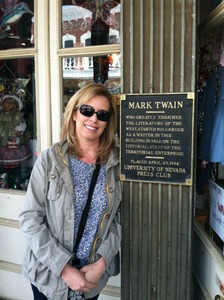 MARK TWAIN
WHO GREATLY ENRICHED
THE LITERATURE OF THE
WEST, STARTED HIS CAREER
AS A WRITER IN THIS
BUILDING IN 1862 ON THE
EDITORIAL STAFF OF THE
TERRITORIAL ENTERPRISE
PLACED APRIL 29, 1934
UNIVERSITY OF NEVADA
PRESS CLUB